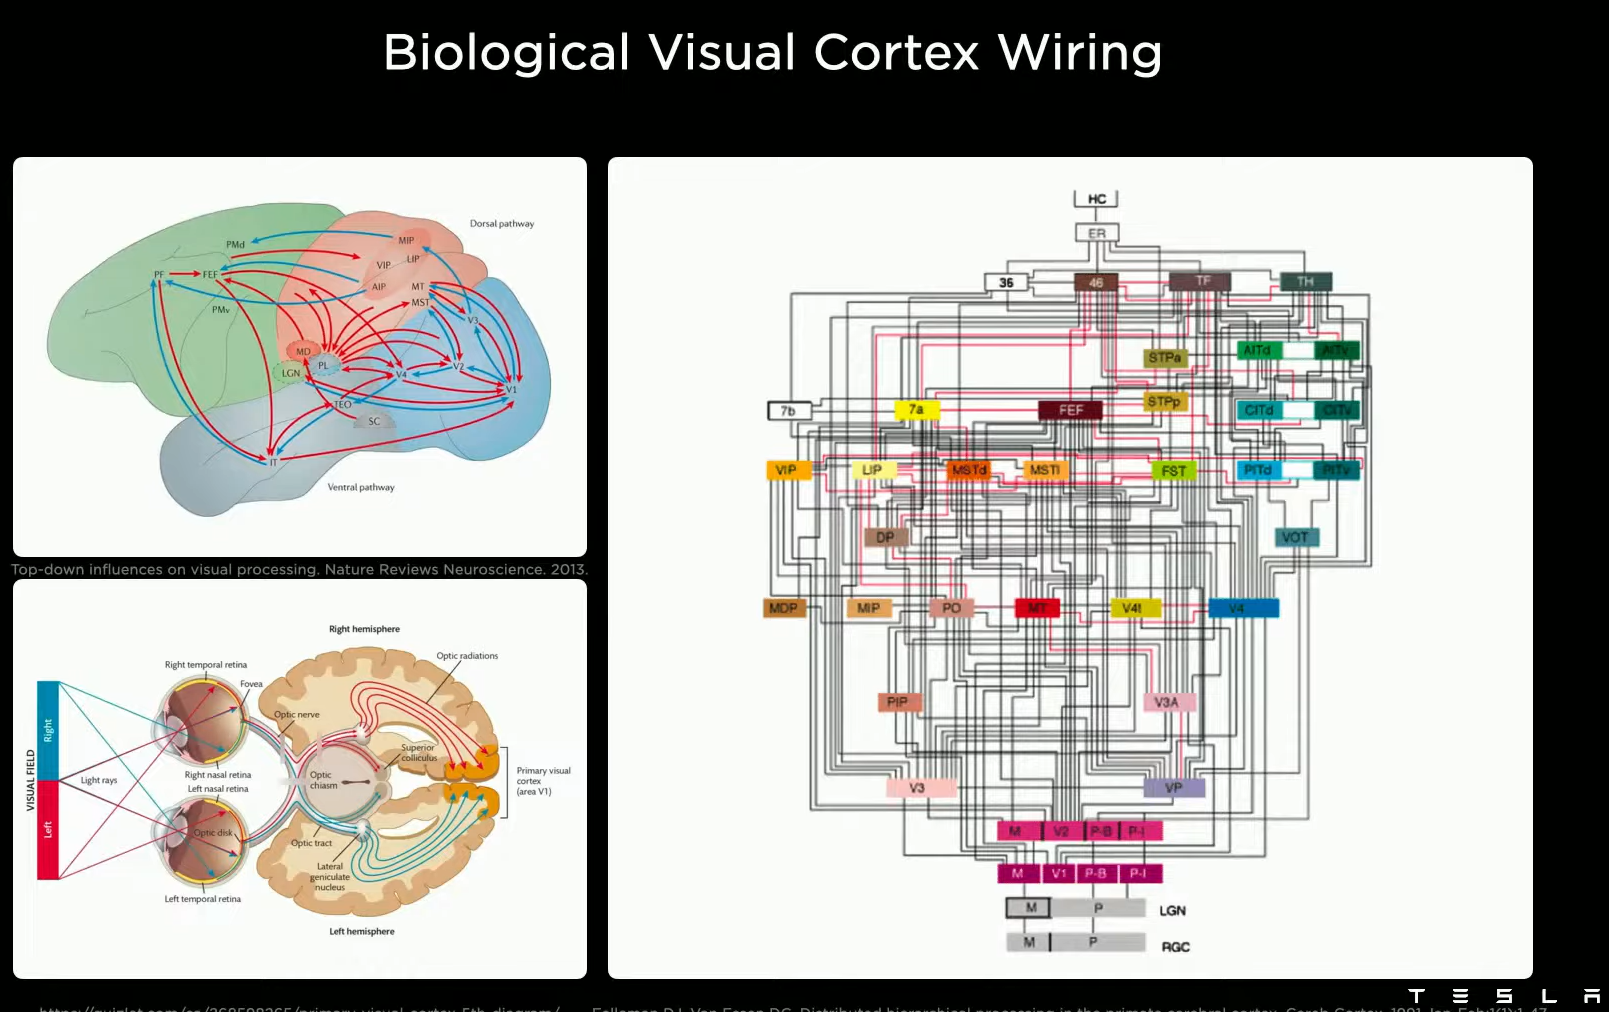 Biological Visual Cortex Wiring
Dorsal pathway
PMd
MIP
VIP
LIP
PF
FEF
AIP
MT
MST
PMv
V3
MD
PL
LGN
V4
V2
V1
TEO
SC
IT
Ventral pathway
Top-down influences on visual processing. Nature Reviews Neuroscience. 2013.
Right hemisphere
Optic radiations
Right temporal retina
Fovea
Optic nerve
VISUAL FIELD
Right
Left
Light rays
Right nasal retina
Left nasal retina
Optic disk
Optic
chiasm
Superior
colliculus
Primary visual
cortex
(area V1)
Optic tract
Lateral
geniculate
nucleus
Left temporal retina
Left hemisphere
HC
ER
36
46
TF
TH
STPa
AITd
AITv
7b
7a
FEF
STPp
CITd
CITv
VIP
LIP
MSTd
MSTl
FST
PITd
PITv
DP
VOT
MDP
MIP
PO
MT
V4t
V4
PIP
V3A
V3
VP
M V2 P-B P-I
M V1 P-B P-I
M P LGN
M P RGC
TESLA